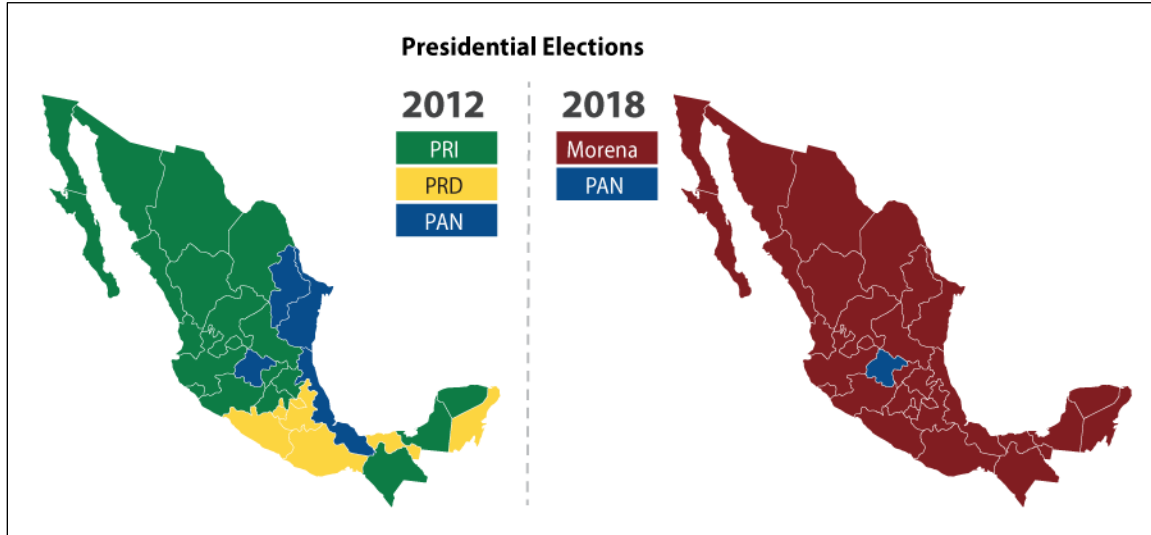 Presidential Elections
2012
PRI
PRD
PAN
2018
Morena
PAN